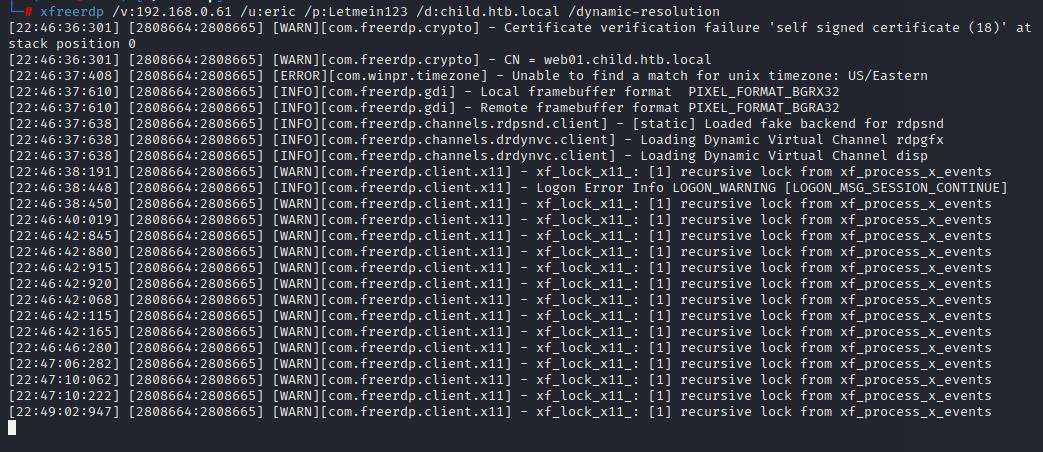 └─# xfreerdp /v:192.168.0.61 /u:eric /p:Letmein123 /d:child.htb.local /dynamic-resolution
[22:46:36:301] [2808664:2808665] [WARN][com.freerdp.crypto] - Certificate verification failure 'self signed certificate (18)' at
stack position 0
[22:46:36:301] [2808664:2808665] [WARN][com.freerdp.crypto] - CN = web01.child.htb.local
[22:46:37:408] [2808664:2808665] [ERROR][com.winpr.timezone] - Unable to find a match for unix timezone: US/Eastern
[22:46:37:610] [2808664:2808665] [INFO][com.freerdp.gdi] - Local framebuffer format  PIXEL_FORMAT_BGRX32
[22:46:37:610] [2808664:2808665] [INFO][com.freerdp.gdi] - Remote framebuffer format PIXEL_FORMAT_BGRA32
[22:46:37:638] [2808664:2808665] [INFO][com.freerdp.channels.rdpsnd.client] - [static] Loaded fake backend for rdpsnd
[22:46:37:638] [2808664:2808665] [INFO][com.freerdp.channels.drdynvc.client] - Loading Dynamic Virtual Channel rdpgfx
[22:46:37:638] [2808664:2808665] [INFO][com.freerdp.channels.drdynvc.client] - Loading Dynamic Virtual Channel disp
[22:46:38:191] [2808664:2808665] [WARN][com.freerdp.client.x11] - xf_lock_x11_: [1] recursive lock from xf_process_x_events
[22:46:38:448] [2808664:2808665] [INFO][com.freerdp.client.x11] - Logon Error Info LOGON_WARNING [LOGON_MSG_SESSION_CONTINUE]
[22:46:38:450] [2808664:2808665] [WARN][com.freerdp.client.x11] - xf_lock_x11_: [1] recursive lock from xf_process_x_events
[22:46:40:019] [2808664:2808665] [WARN][com.freerdp.client.x11] - xf_lock_x11_: [1] recursive lock from xf_process_x_events
[22:46:42:845] [2808664:2808665] [WARN][com.freerdp.client.x11] - xf_lock_x11_: [1] recursive lock from xf_process_x_events
[22:46:42:880] [2808664:2808665] [WARN][com.freerdp.client.x11] - xf_lock_x11_: [1] recursive lock from xf_process_x_events
[22:46:42:915] [2808664:2808665] [WARN][com.freerdp.client.x11] - xf_lock_x11_: [1] recursive lock from xf_process_x_events
[22:46:42:920] [2808664:2808665] [WARN][com.freerdp.client.x11] - xf_lock_x11_: [1] recursive lock from xf_process_x_events
[22:46:42:068] [2808664:2808665] [WARN][com.freerdp.client.x11] - xf_lock_x11_: [1] recursive lock from xf_process_x_events
[22:46:42:115] [2808664:2808665] [WARN][com.freerdp.client.x11] - xf_lock_x11_: [1] recursive lock from xf_process_x_events
[22:46:42:165] [2808664:2808665] [WARN][com.freerdp.client.x11] - xf_lock_x11_: [1] recursive lock from xf_process_x_events
[22:46:46:280] [2808664:2808665] [WARN][com.freerdp.client.x11] - xf_lock_x11_: [1] recursive lock from xf_process_x_events
[22:47:06:282] [2808664:2808665] [WARN][com.freerdp.client.x11] - xf_lock_x11_: [1] recursive lock from xf_process_x_events
[22:47:10:062] [2808664:2808665] [WARN][com.freerdp.client.x11] - xf_lock_x11_: [1] recursive lock from xf_process_x_events
[22:47:10:222] [2808664:2808665] [WARN][com.freerdp.client.x11] - xf_lock_x11_: [1] recursive lock from xf_process_x_events
[22:49:02:947] [2808664:2808665] [WARN][com.freerdp.client.x11] - xf_lock_x11_: [1] recursive lock from xf_process_x_events